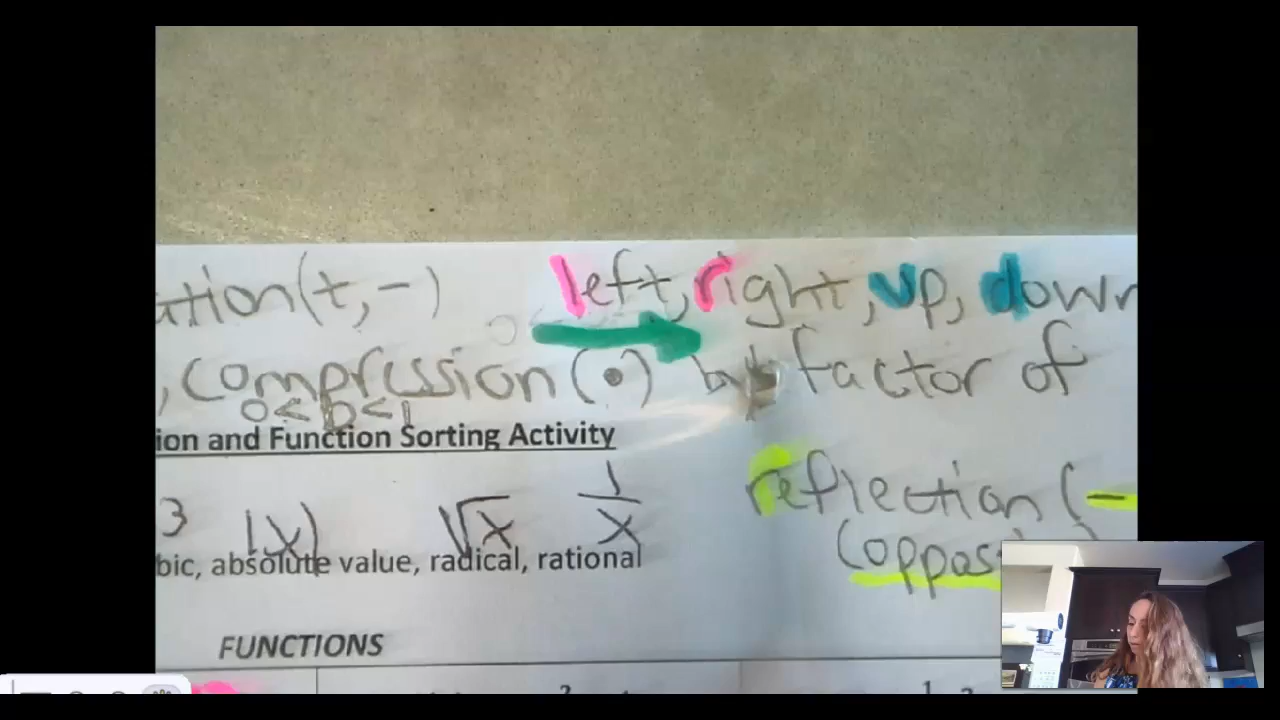 ation(+,-) left, right, up, down
, compression (•) by factor of
0<b<1
ion and Function Sorting Activity
reflection (-
3 |x| √x 1/x
(oppos
bic, absolute value, radical, rational
FUNCTIONS